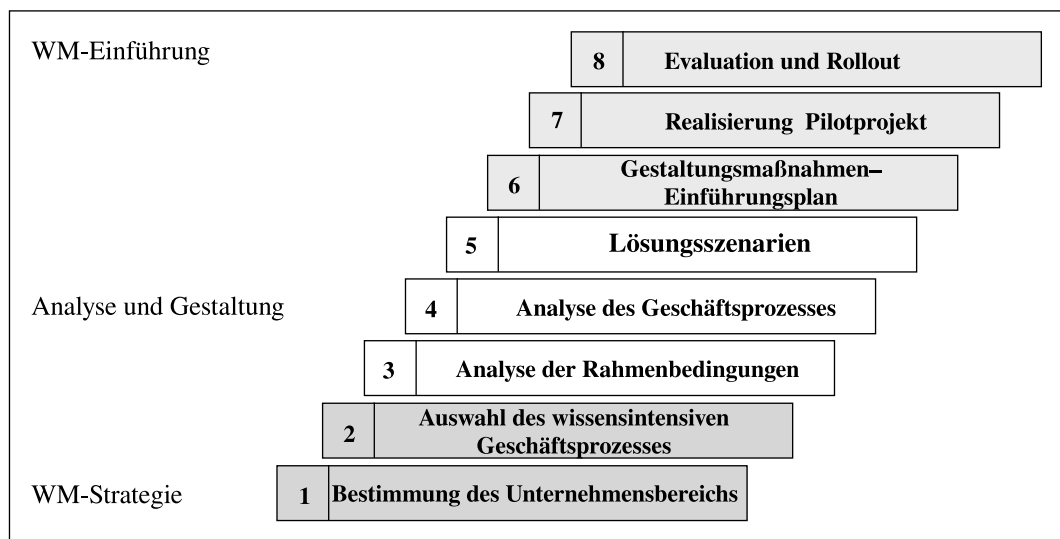 WM-Einführung
8 Evaluation und Rollout
7 Realisierung Pilotprojekt
6 Gestaltungsmaßnahmen–
Einführungsplan
5 Lösungsszenarien
Analyse und Gestaltung
4 Analyse des Geschäftsprozesses
3 Analyse der Rahmenbedingungen
2 Auswahl des wissensintensiven
Geschäftsprozesses
WM-Strategie
1 Bestimmung des Unternehmensbereichs